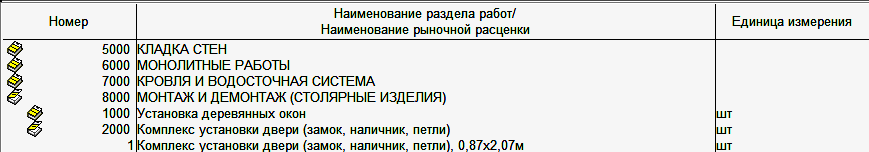 Номер Наименование раздела работ/ Единица измерения
Наименование рыночной расценки
5000 КЛАДКА СТЕН
6000 МОНОЛИТНЫЕ РАБОТЫ
7000 КРОВЛЯ И ВОДОСТОЧНАЯ СИСТЕМА
8000 МОНТАЖ И ДЕМОНТАЖ (СТОЛЯРНЫЕ ИЗДЕЛИЯ)
1000 Установка деревянных окон шт
2000 Комплекс установки двери (замок, наличник, петли) шт
1 Комплекс установки двери (замок, наличник, петли), 0,87х2,07м шт